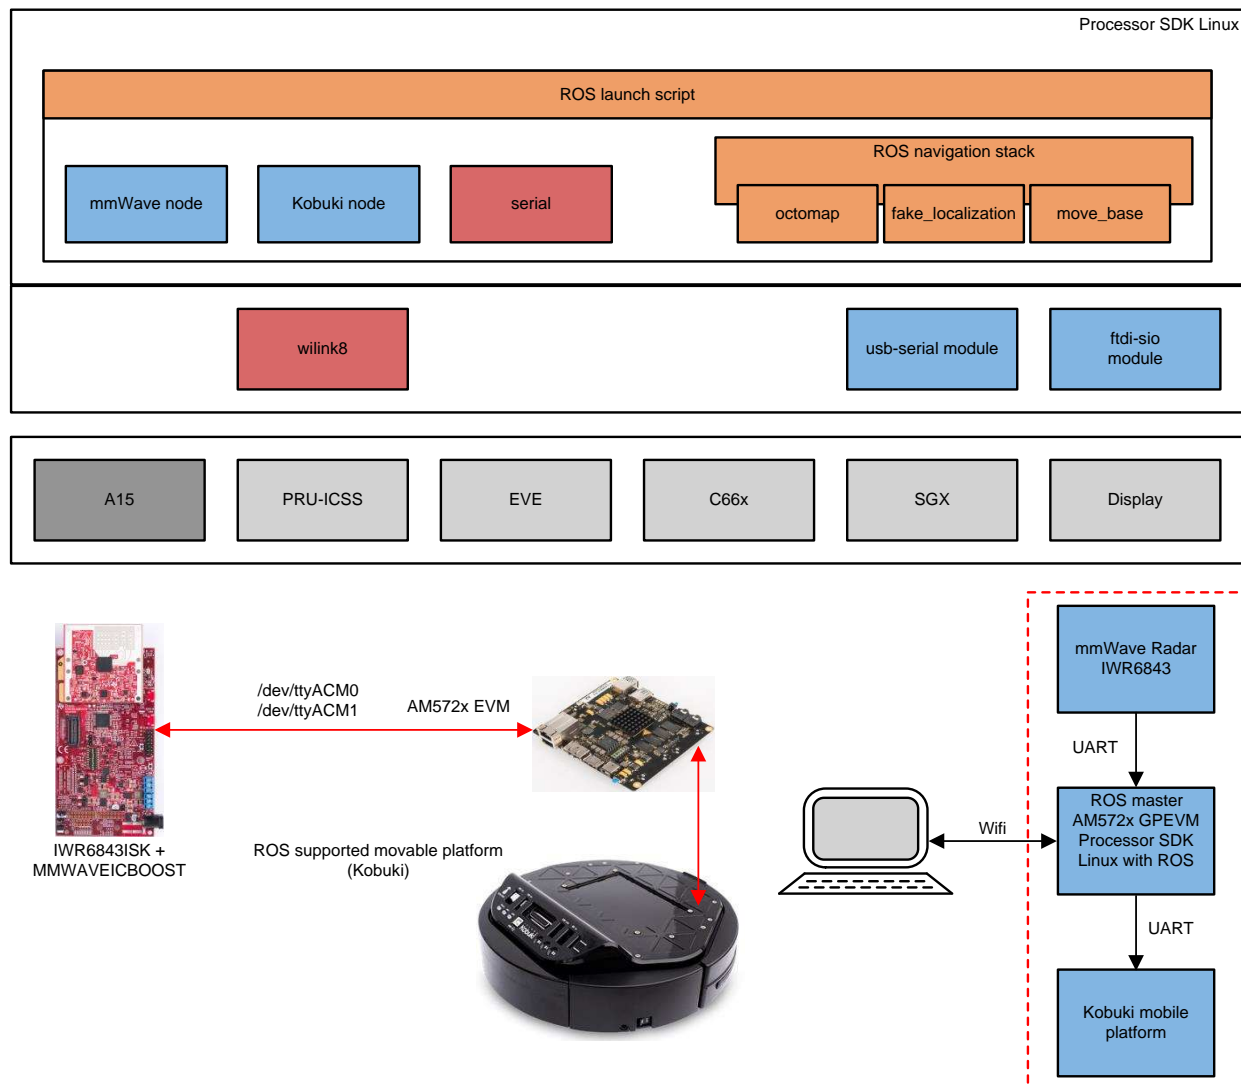 Processor SDK Linux
ROS launch script
ROS navigation stack
mmWave node
Kobuki node
serial
octomap
fake_localization
move_base
wilink8
usb-serial module
ftdi-sio
module
A15
PRU-ICSS
EVE
C66x
SGX
Display
mmWave Radar
IWR6843
/dev/ttyACM0
/dev/ttyACM1
AM572x EVM
UART
ROS master
AM572x GPEVM
Processor SDK
Linux with ROS
Wifi
IWR6843ISK +
MMWAVEICBOOST
ROS supported movable platform
(Kobuki)
kobuki
UART
Kobuki mobile
platform